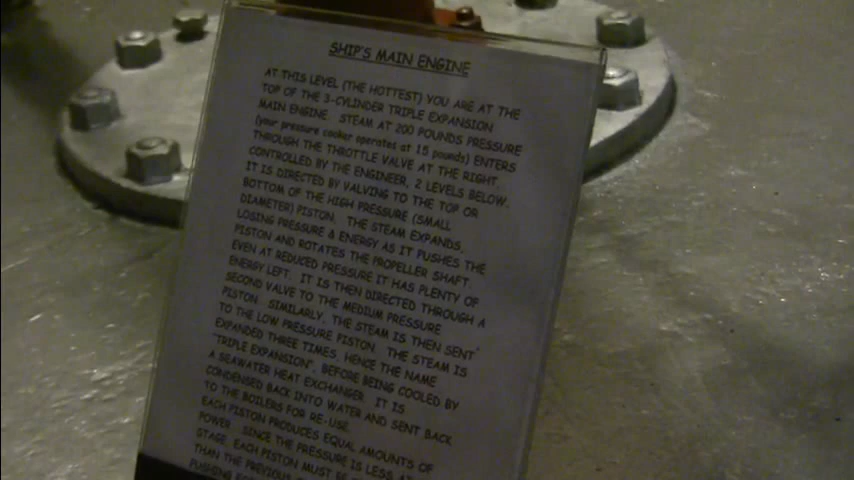 SHIP'S MAIN ENGINE
AT THIS LEVEL (THE HOTTEST) YOU ARE AT THE
TOP OF THE 3-CYLINDER TRIPLE EXPANSION
MAIN ENGINE. STEAM AT 200 POUNDS PRESSURE
(your pressure cooker operates at 15 pounds) ENTERS
THROUGH THE THROTTLE VALVE AT THE RIGHT,
CONTROLLED BY THE ENGINEER, 2 LEVELS BELOW.
IT IS DIRECTED BY VALVING TO THE TOP OR
BOTTOM OF THE HIGH PRESSURE (SMALL
DIAMETER) PISTON. THE STEAM EXPANDS,
LOSING PRESSURE & ENERGY AS IT PUSHES THE
PISTON AND ROTATES THE PROPELLER SHAFT.
EVEN AT REDUCED PRESSURE IT HAS PLENTY OF
ENERGY LEFT. IT IS THEN DIRECTED THROUGH A
SECOND VALVE TO THE MEDIUM PRESSURE
PISTON. SIMILARLY, THE STEAM IS THEN SENT
TO THE LOW PRESSURE PISTON. THE STEAM IS
EXPANDED THREE TIMES, HENCE THE NAME
"TRIPLE EXPANSION", BEFORE BEING COOLED BY
A SEAWATER HEAT EXCHANGER. IT IS
CONDENSED BACK INTO WATER AND SENT BACK
TO THE BOILERS FOR RE-USE.
EACH PISTON PRODUCES EQUAL AMOUNTS OF
POWER. SINCE THE PRESSURE IS LESS AT
STAGE, EACH PISTON MUST BE
THAN THE PREVIOUS
PUSHING